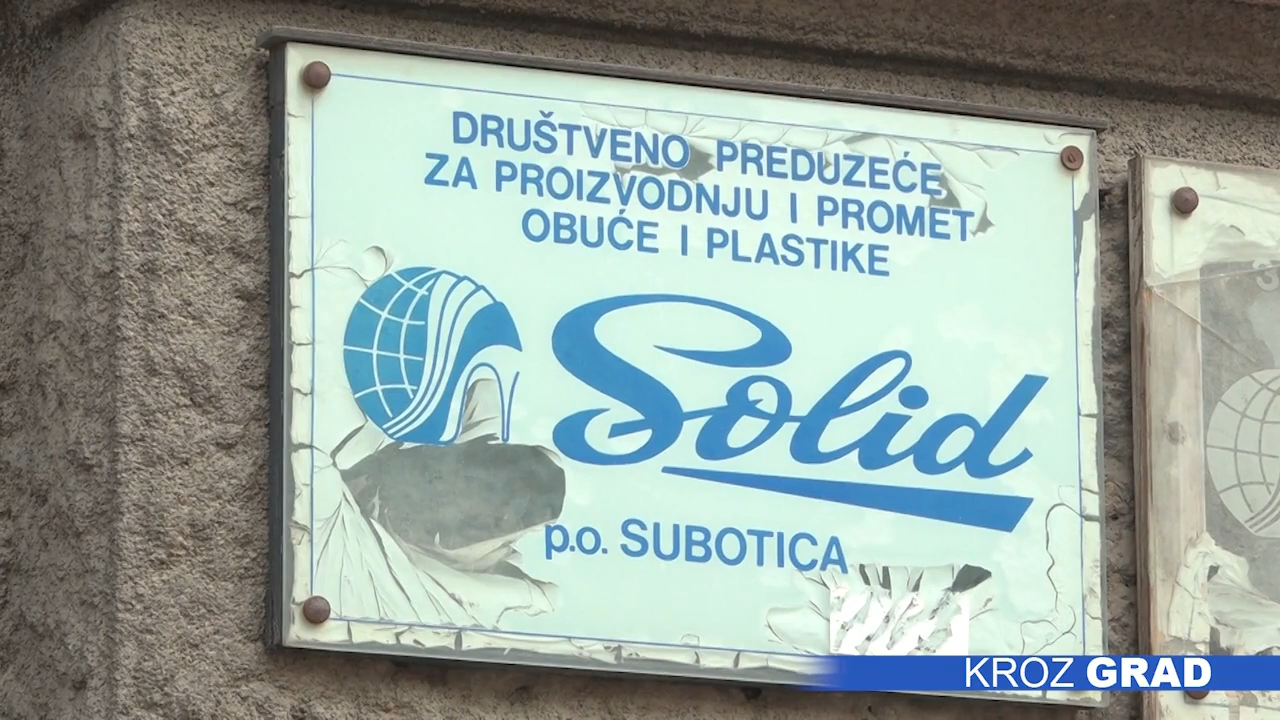 DRUŠTVENO PREDUZEĆE
ZA PROIZVODNJU I PROMET
OBUĆE I PLASTIKE
Solid
p.o. SUBOTICA
KROZ GRAD